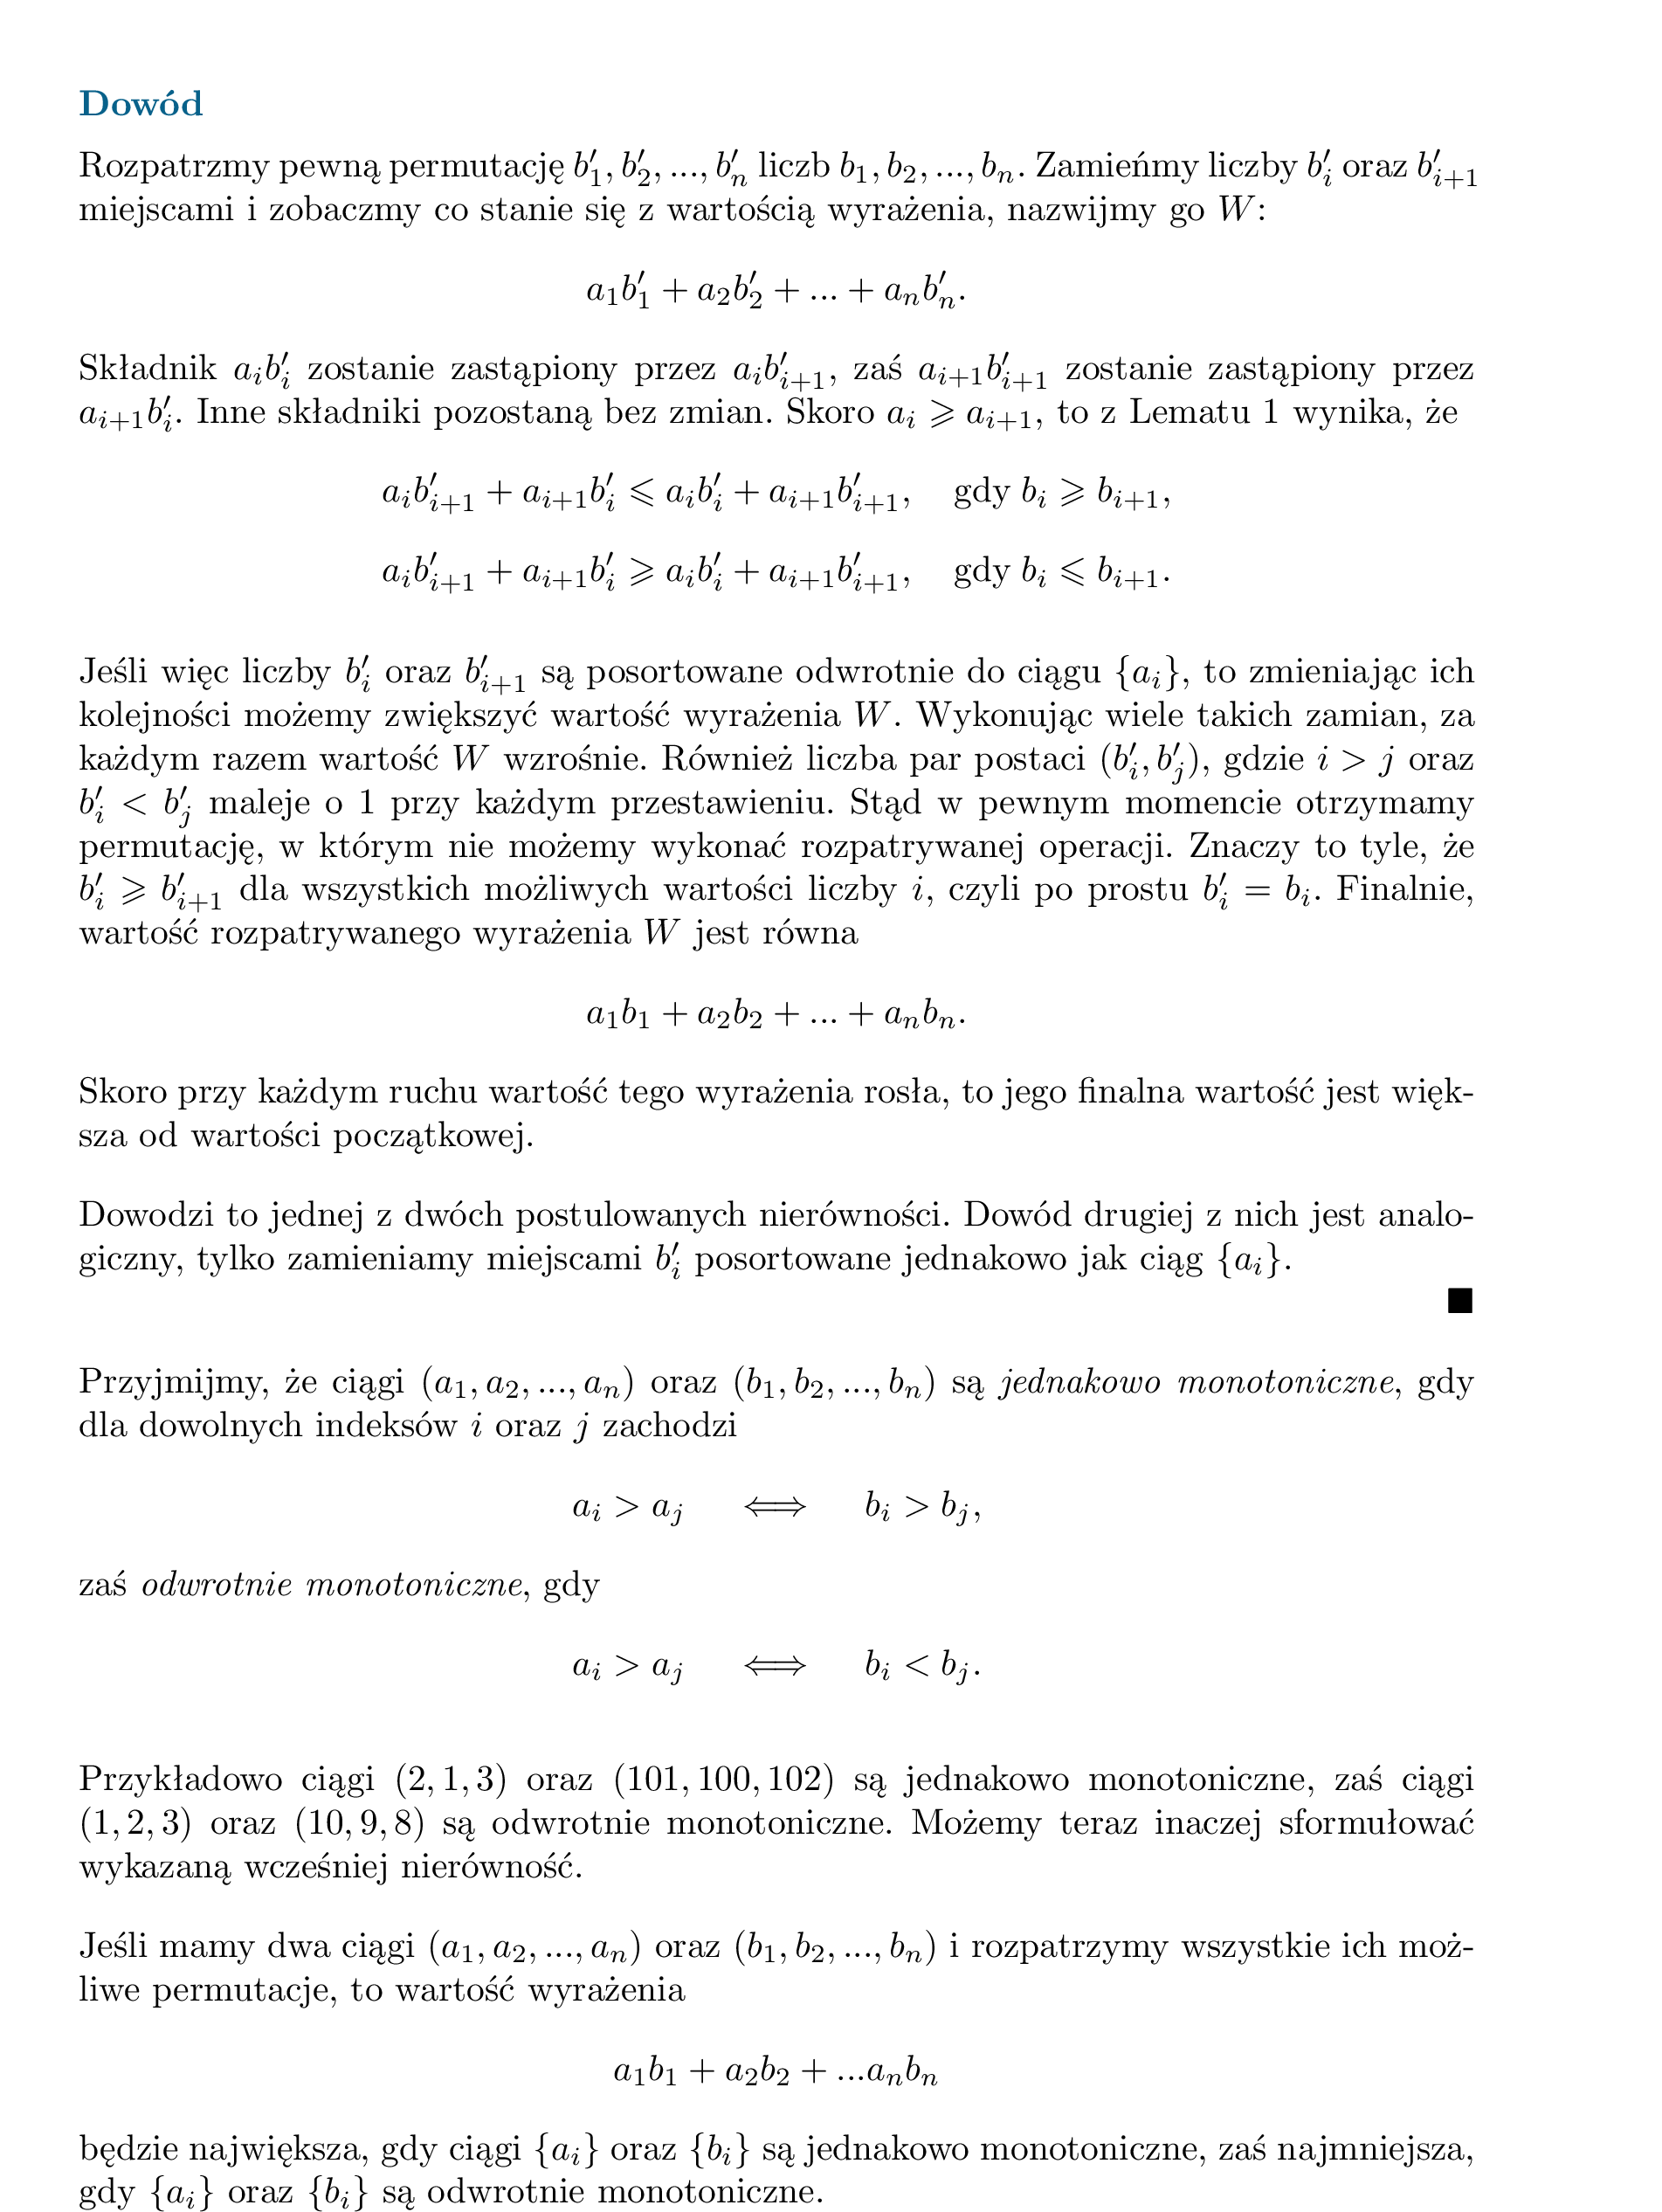 Dowód
Rozpatrzmy pewną permutację $b'_1, b'_2, ..., b'_n$ liczb $b_1, b_2, ..., b_n$. Zamieńmy liczby $b'_i$ oraz $b'_{i+1}$
miejscami i zobaczmy co stanie się z wartością wyrażenia, nazwijmy go $W$:
$a_1b'_1 + a_2b'_2 + ... + a_nb'_n.$
Składnik $a_ib'_i$ zostanie zastąpiony przez $a_ib'_{i+1}$, zaś $a_{i+1}b'_{i+1}$ zostanie zastąpiony przez
$a_{i+1}b'_i$. Inne składniki pozostaną bez zmian. Skoro $a_i \geqslant a_{i+1}$, to z Lematu 1 wynika, że
$a_ib'_{i+1} + a_{i+1}b'_i \leqslant a_ib'_i + a_{i+1}b'_{i+1},$ gdy $b_i \geqslant b_{i+1},$
$a_ib'_{i+1} + a_{i+1}b'_i \geqslant a_ib'_i + a_{i+1}b'_{i+1},$ gdy $b_i \leqslant b_{i+1}.$
Jeśli więc liczby $b'_i$ oraz $b'_{i+1}$ są posortowane odwrotnie do ciągu $\{a_i\}$, to zmieniając ich
kolejności możemy zwiększyć wartość wyrażenia $W$. Wykonując wiele takich zamian, za
każdym razem wartość $W$ wzrośnie. Również liczba par postaci $(b'_i, b'_j)$, gdzie $i > j$ oraz
$b'_i < b'_j$ maleje o 1 przy każdym przestawieniu. Stąd w pewnym momencie otrzymamy
permutację, w którym nie możemy wykonać rozpatrywanej operacji. Znaczy to tyle, że
$b'_i \geqslant b'_{i+1}$ dla wszystkich możliwych wartości liczby $i$, czyli po prostu $b'_i = b_i$. Finalnie,
wartość rozpatrywanego wyrażenia $W$ jest równa
$a_1b_1 + a_2b_2 + ... + a_nb_n.$
Skoro przy każdym ruchu wartość tego wyrażenia rosła, to jego finalna wartość jest więk-
sza od wartości początkowej.
Dowodzi to jednej z dwóch postulowanych nierówności. Dowód drugiej z nich jest analo-
giczny, tylko zamieniamy miejscami $b'_i$ posortowane jednakowo jak ciąg $\{a_i\}$.
■
Przyjmijmy, że ciągi $(a_1, a_2, ..., a_n)$ oraz $(b_1, b_2, ..., b_n)$ są jednakowo monotoniczne, gdy
dla dowolnych indeksów $i$ oraz $j$ zachodzi
$a_i > a_j \iff b_i > b_j,$
zaś odwrotnie monotoniczne, gdy
$a_i > a_j \iff b_i < b_j.$
Przykładowo ciągi $(2, 1, 3)$ oraz $(101, 100, 102)$ są jednakowo monotoniczne, zaś ciągi
$(1, 2, 3)$ oraz $(10, 9, 8)$ są odwrotnie monotoniczne. Możemy teraz inaczej sformułować
wykazaną wcześniej nierówność.
Jeśli mamy dwa ciągi $(a_1, a_2, ..., a_n)$ oraz $(b_1, b_2, ..., b_n)$ i rozpatrzymy wszystkie ich moż-
liwe permutacje, to wartość wyrażenia
$a_1b_1 + a_2b_2 + ...a_nb_n$
będzie największa, gdy ciągi $\{a_i\}$ oraz $\{b_i\}$ są jednakowo monotoniczne, zaś najmniejsza,
gdy $\{a_i\}$ oraz $\{b_i\}$ są odwrotnie monotoniczne.